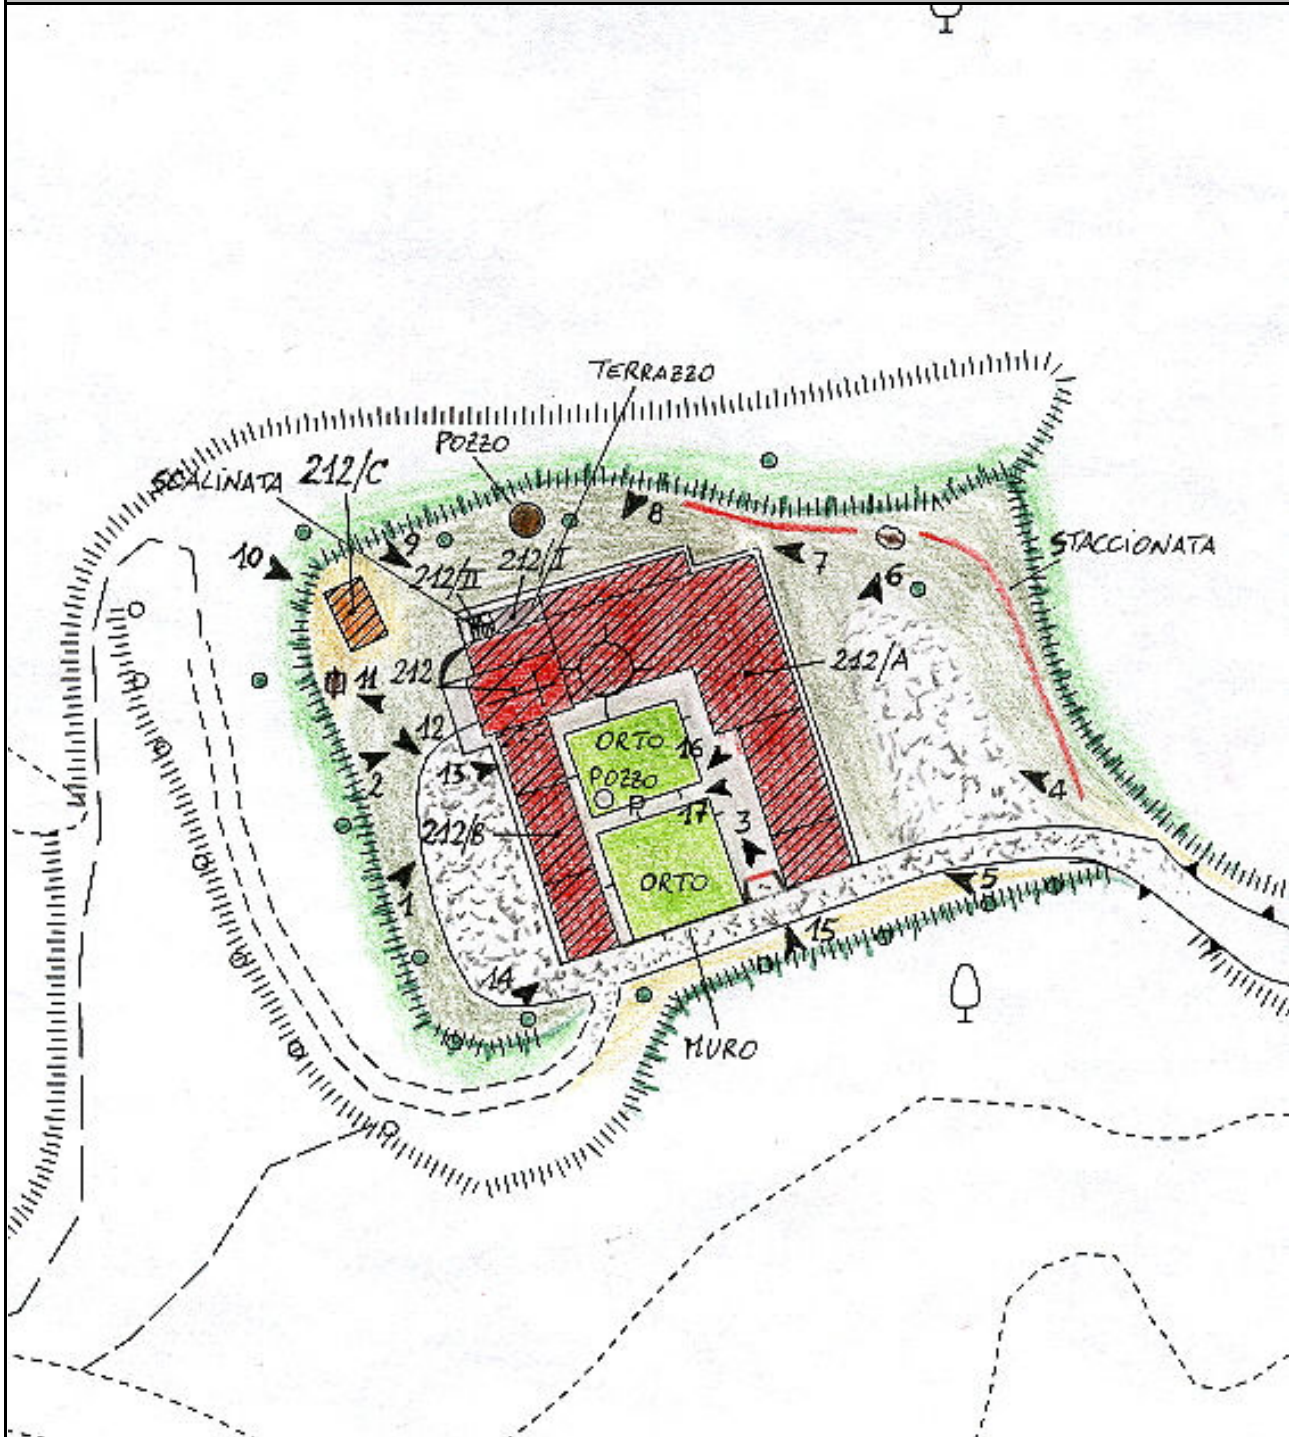 TERRAZZO
POZZO
SCALINATA
212/C
10
9
8
7
STACCIONATA
212/II
212/I
6
11
212
212/A
12
ORTO
16
2
13
POZZO
P
4
17
212/B
3
ORTO
5
1
15
14
MURO